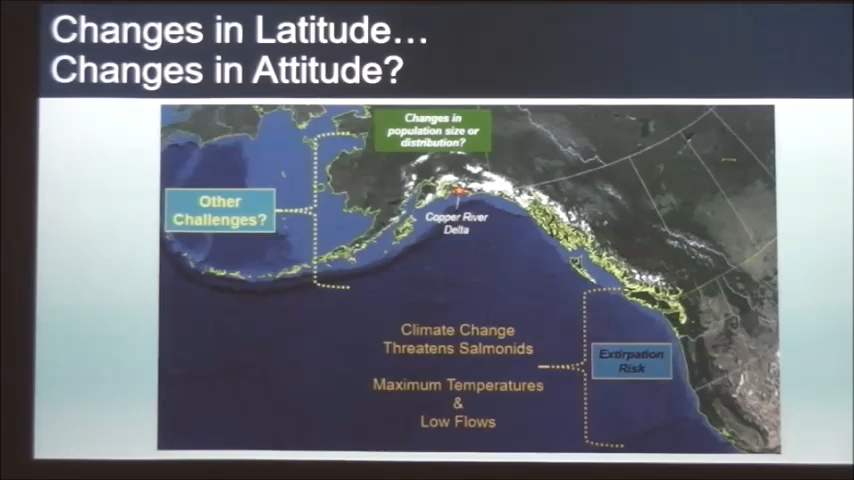 Changes in Latitude…
Changes in Attitude?
Changes in
population size or
distribution?
Other
Challenges?
Copper River
Delta
Climate Change
Threatens Salmonids
Extirpation
Risk
Maximum Temperatures
&
Low Flows